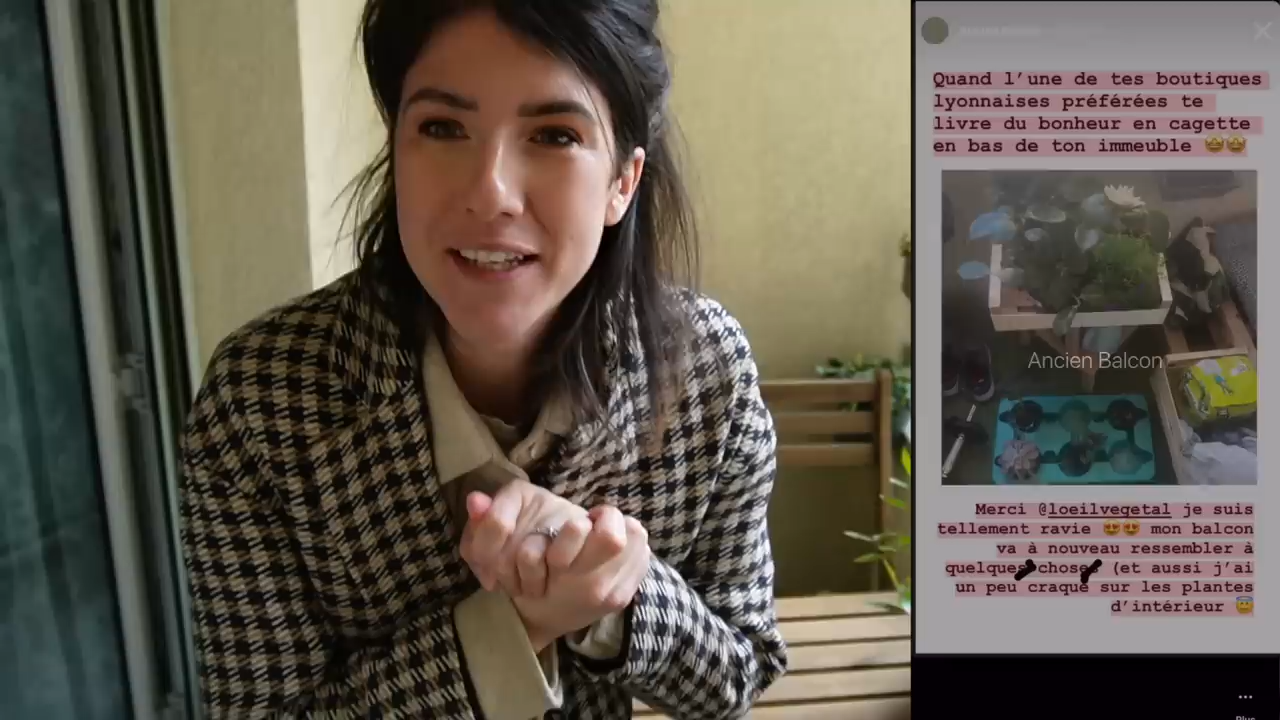 Quand l'une de tes boutiques
lyonnaises préférées te
livre du bonheur en cagette
en bas de ton immeuble 🤩🤩
Ancien Balcon
Merci @loeilvegetal je suis
tellement ravie 😍😍 mon balcon
va à nouveau ressembler à
quelques choses (et aussi j'ai
un peu craqué sur les plantes
d'intérieur 😇
Plus